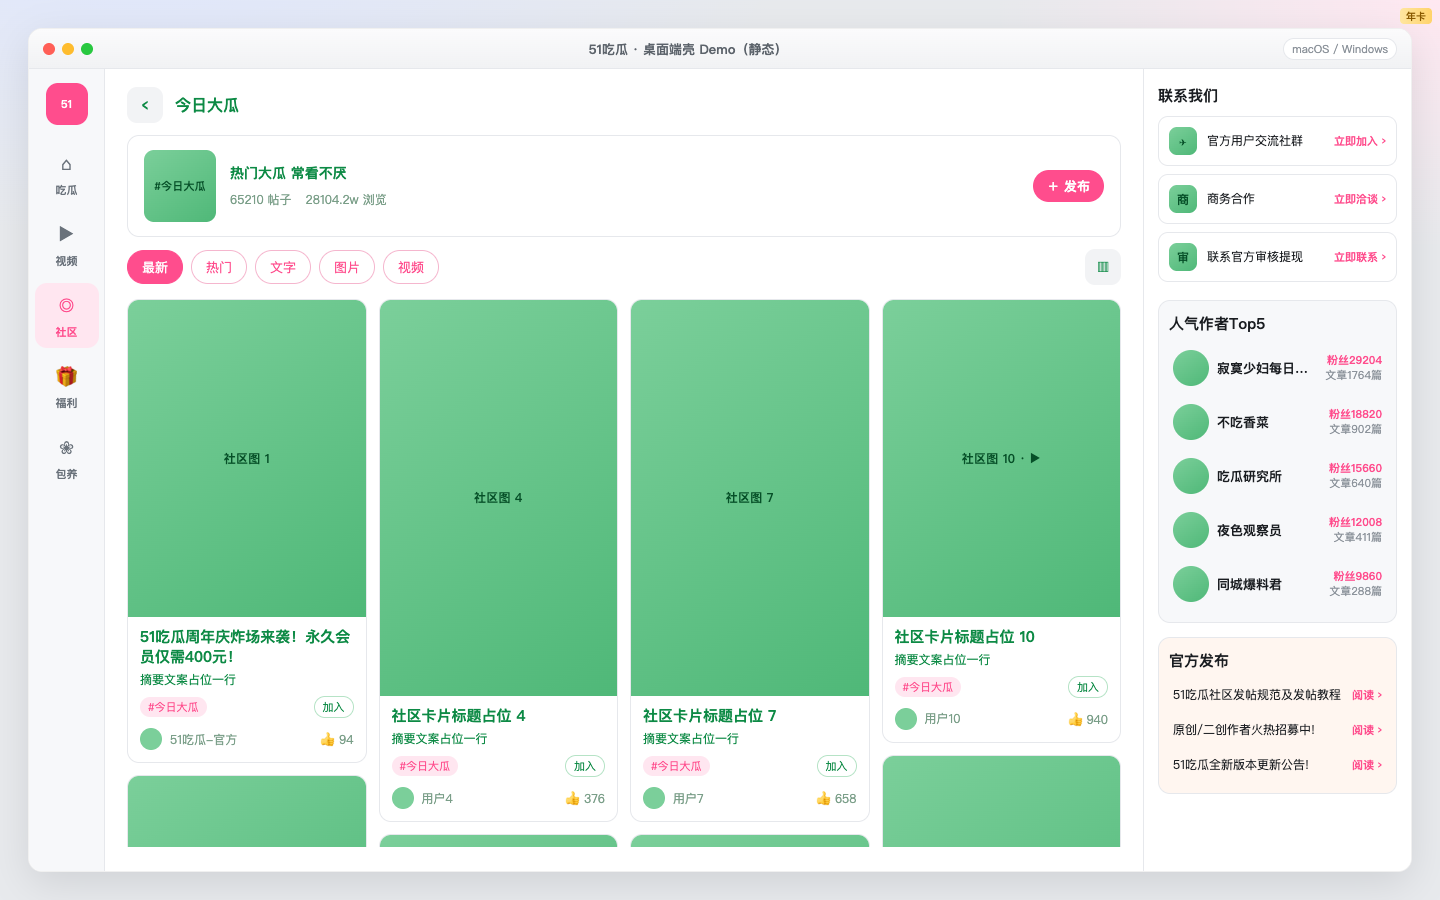 年卡
51吃瓜 · 桌面端壳 Demo（静态）
macOS / Windows
51
吃瓜
视频
社区
福利
包养
今日大瓜
#今日大瓜
热门大瓜 常看不厌
65210 帖子 28104.2w 浏览
+ 发布
最新
热门
文字
图片
视频
社区图 1
51吃瓜周年庆炸场来袭！永久会
员仅需400元！
摘要文案占位一行
#今日大瓜
加入
51吃瓜-官方
94
社区图 4
社区卡片标题占位 4
摘要文案占位一行
#今日大瓜
加入
用户4
376
社区图 7
社区卡片标题占位 7
摘要文案占位一行
#今日大瓜
加入
用户7
658
社区图 10 · ▶
社区卡片标题占位 10
摘要文案占位一行
#今日大瓜
加入
用户10
940
联系我们
官方用户交流社群
立即加入 ›
商
商务合作
立即洽谈 ›
审
联系官方审核提现
立即联系 ›
人气作者Top5
寂寞少妇每日...
粉丝29204
文章1764篇
不吃香菜
粉丝18820
文章902篇
吃瓜研究所
粉丝15660
文章640篇
夜色观察员
粉丝12008
文章411篇
同城爆料君
粉丝9860
文章288篇
官方发布
51吃瓜社区发帖规范及发帖教程
阅读 ›
原创/二创作者火热招募中!
阅读 ›
51吃瓜全新版本更新公告!
阅读 ›